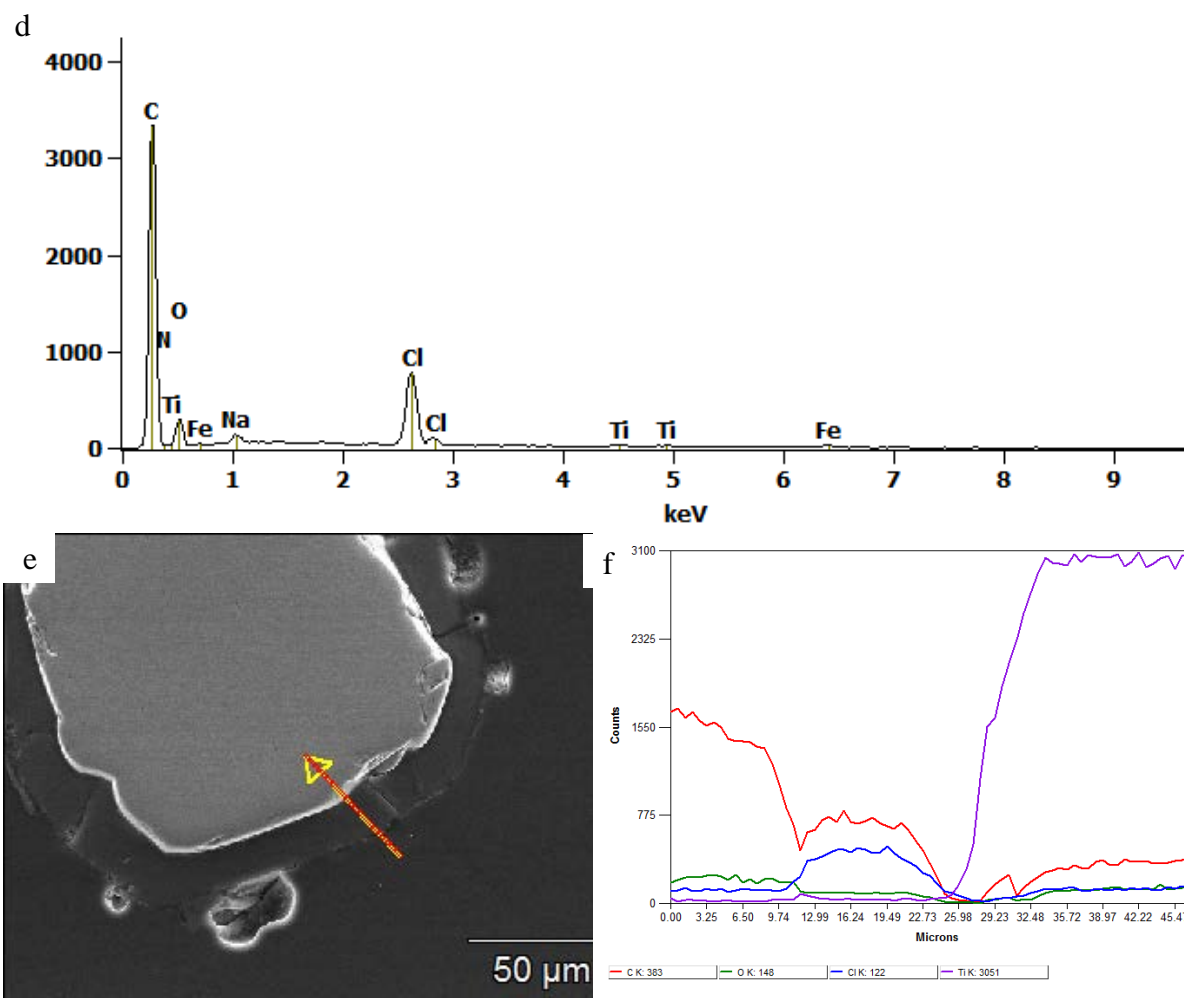 d
4000
3000
2000
1000
0
C
O
N
Ti
Fe
Na
Cl
Cl
Ti
Ti
Fe
0 1 2 3 4 5 6 7 8 9
keV
e
50 µm
f
3100
2325
1550
775
0
Counts
0.00 3.25 6.50 9.74 12.99 16.24 19.49 22.73 25.98 29.23 32.48 35.72 38.97 42.22 45.47
Microns
C K: 383 O K: 148 Cl K: 122 Ti K: 3051